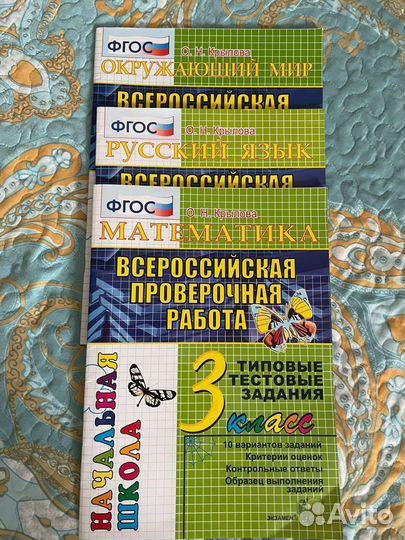 ФГОС
О. Н. Крылова
ОКРУЖАЮЩИЙ МИР
ВСЕРОССИЙСКАЯ
ФГОС
О. Н. Крылова
РУССКИЙ ЯЗЫК
ВСЕРОССИЙСКАЯ
ФГОС
О. Н. Крылова
МАТЕМАТИКА
ВСЕРОССИЙСКАЯ
ПРОВЕРОЧНАЯ
РАБОТА
НАЧАЛЬНАЯ
ШКОЛА
3 класс
ТИПОВЫЕ
ТЕСТОВЫЕ
ЗАДАНИЯ
10 вариантов заданий
Критерии оценок
Контрольные ответы
Образец выполнения
заданий
ЭКЗАМЕН
Avito